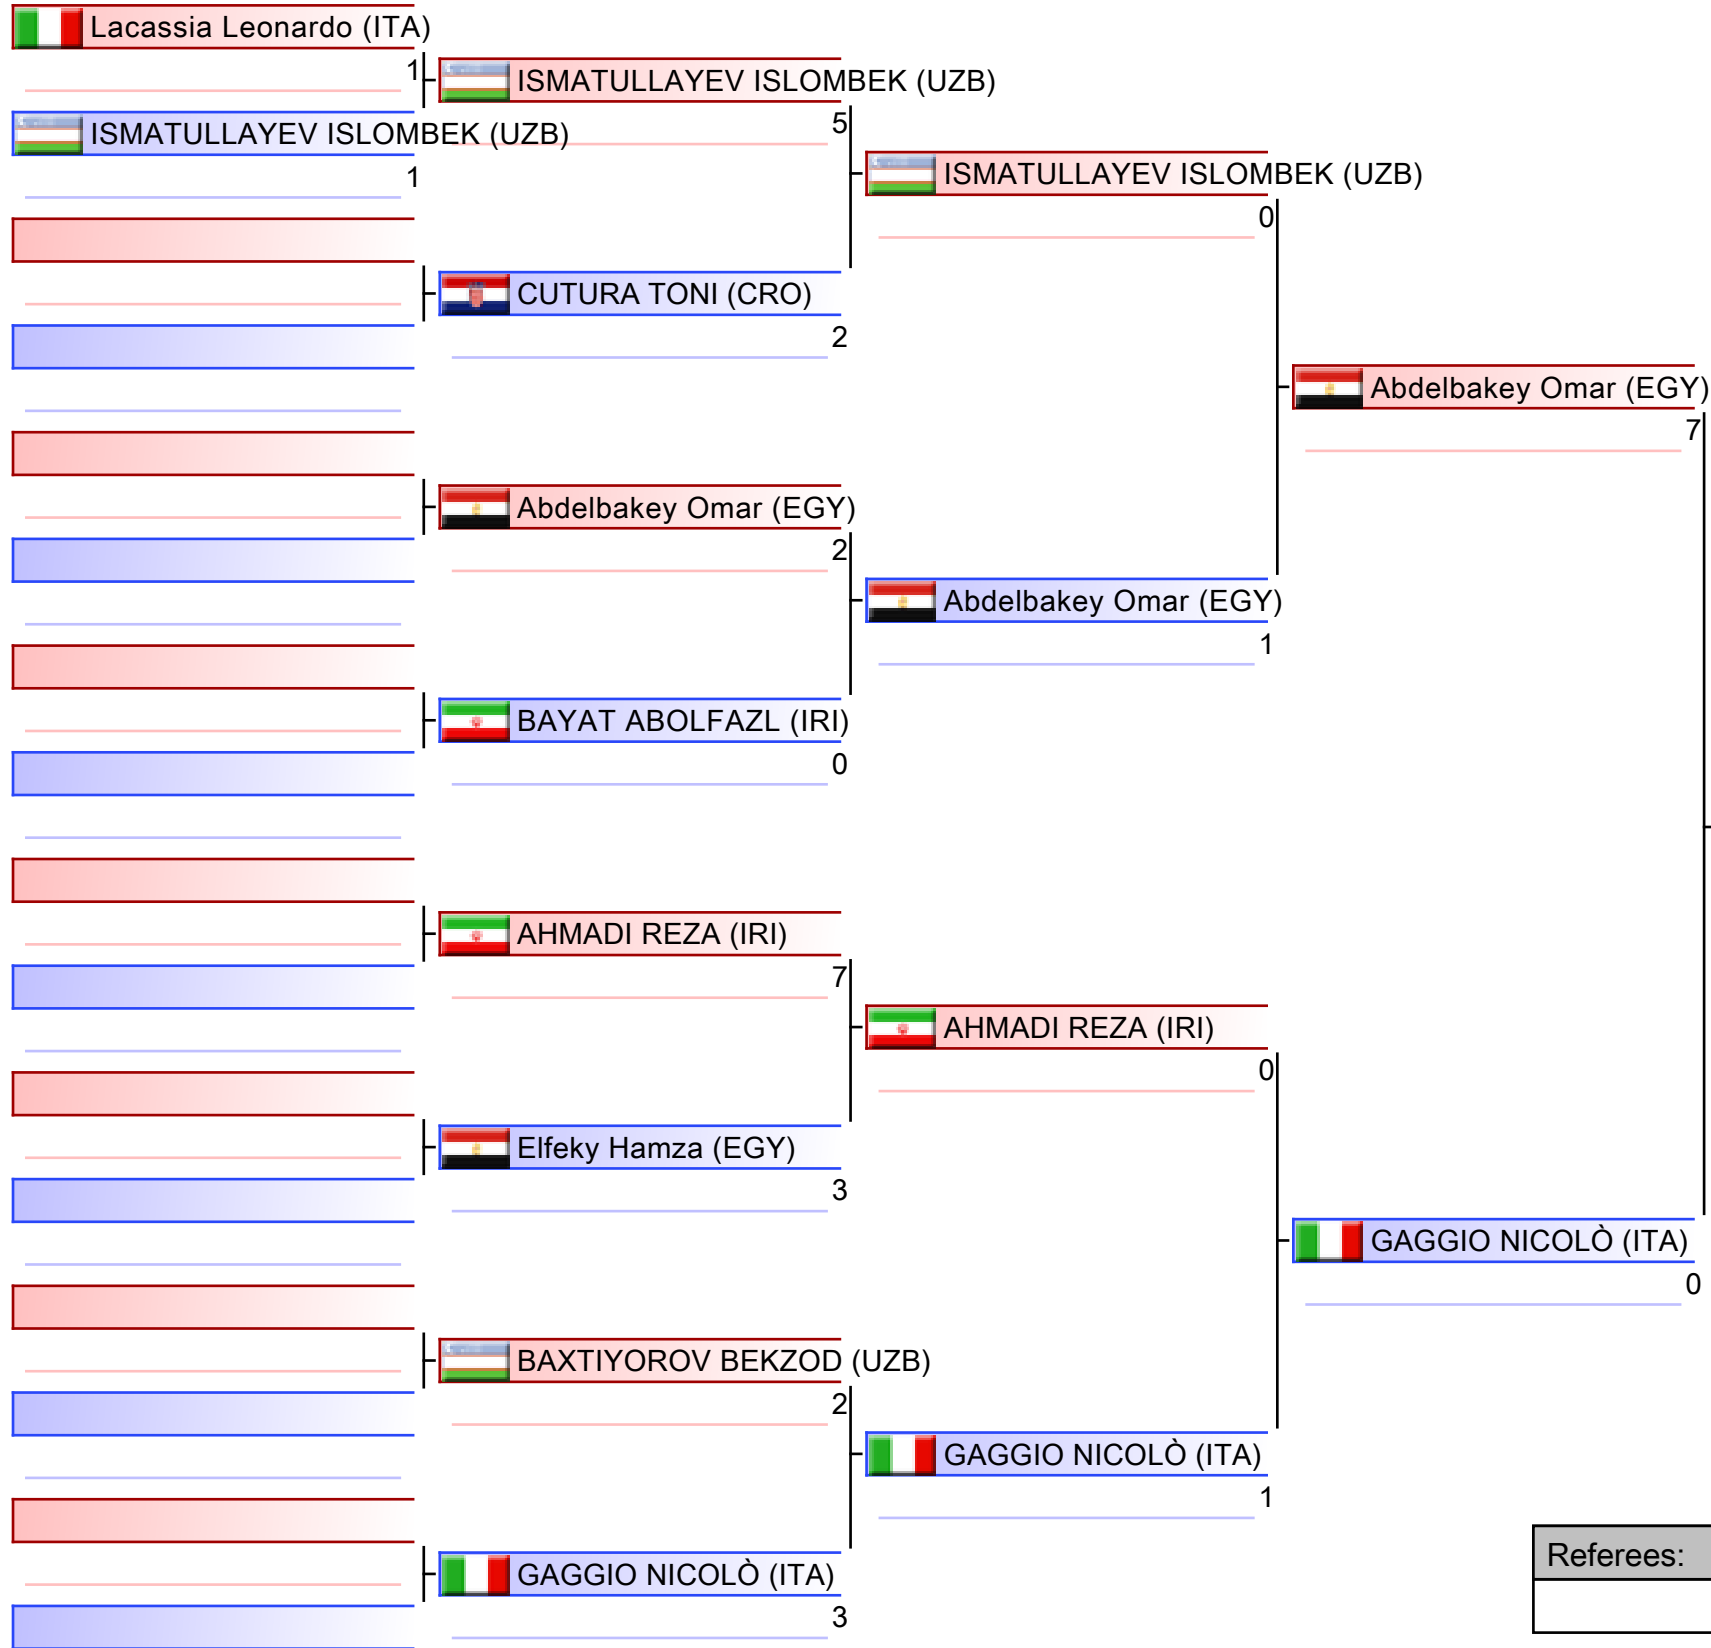 Lacassia Leonardo (ITA)
1
ISMATULLAYEV ISLOMBEK (UZB)
1
ISMATULLAYEV ISLOMBEK (UZB)
5
CUTURA TONI (CRO)
2
Abdelbakey Omar (EGY)
2
BAYAT ABOLFAZL (IRI)
0
AHMADI REZA (IRI)
7
Elfeky Hamza (EGY)
3
BAXTIYOROV BEKZOD (UZB)
2
GAGGIO NICOLÒ (ITA)
3
ISMATULLAYEV ISLOMBEK (UZB)
0
Abdelbakey Omar (EGY)
1
AHMADI REZA (IRI)
0
GAGGIO NICOLÒ (ITA)
1
Abdelbakey Omar (EGY)
7
GAGGIO NICOLÒ (ITA)
0
Referees: